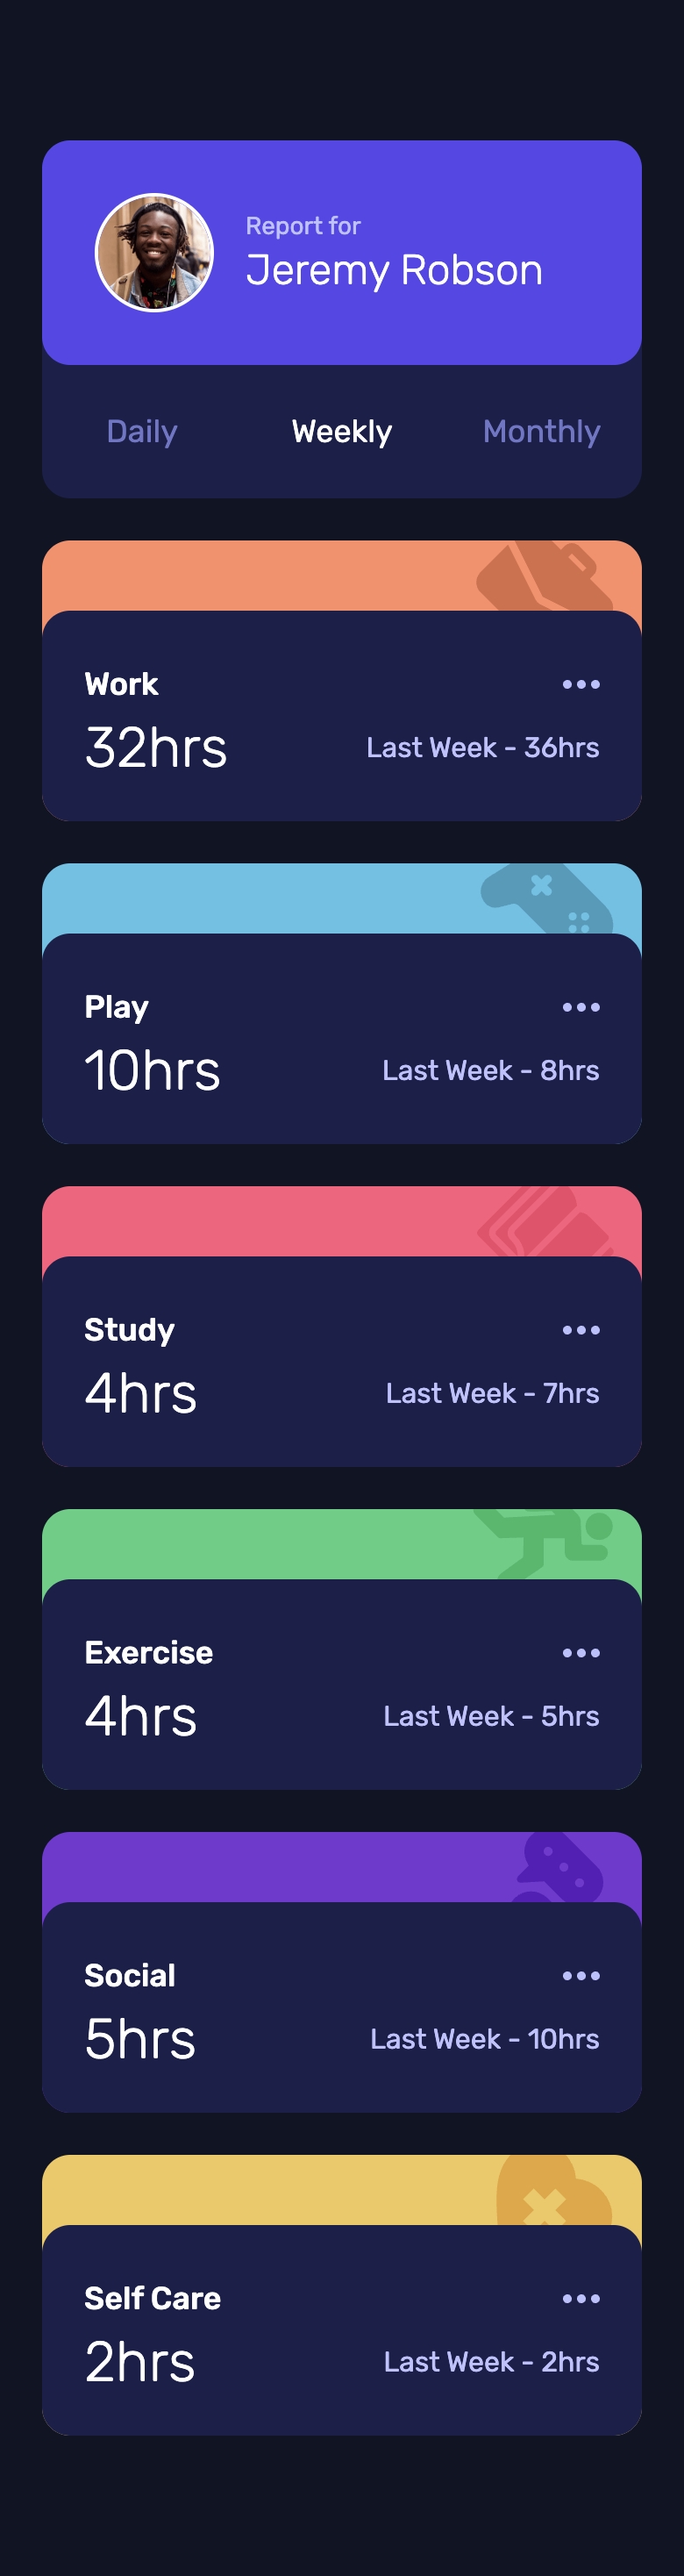 Report for
Jeremy Robson
Daily Weekly Monthly
Work
32hrs Last Week - 36hrs
Play
10hrs Last Week - 8hrs
Study
4hrs Last Week - 7hrs
Exercise
4hrs Last Week - 5hrs
Social
5hrs Last Week - 10hrs
Self Care
2hrs Last Week - 2hrs